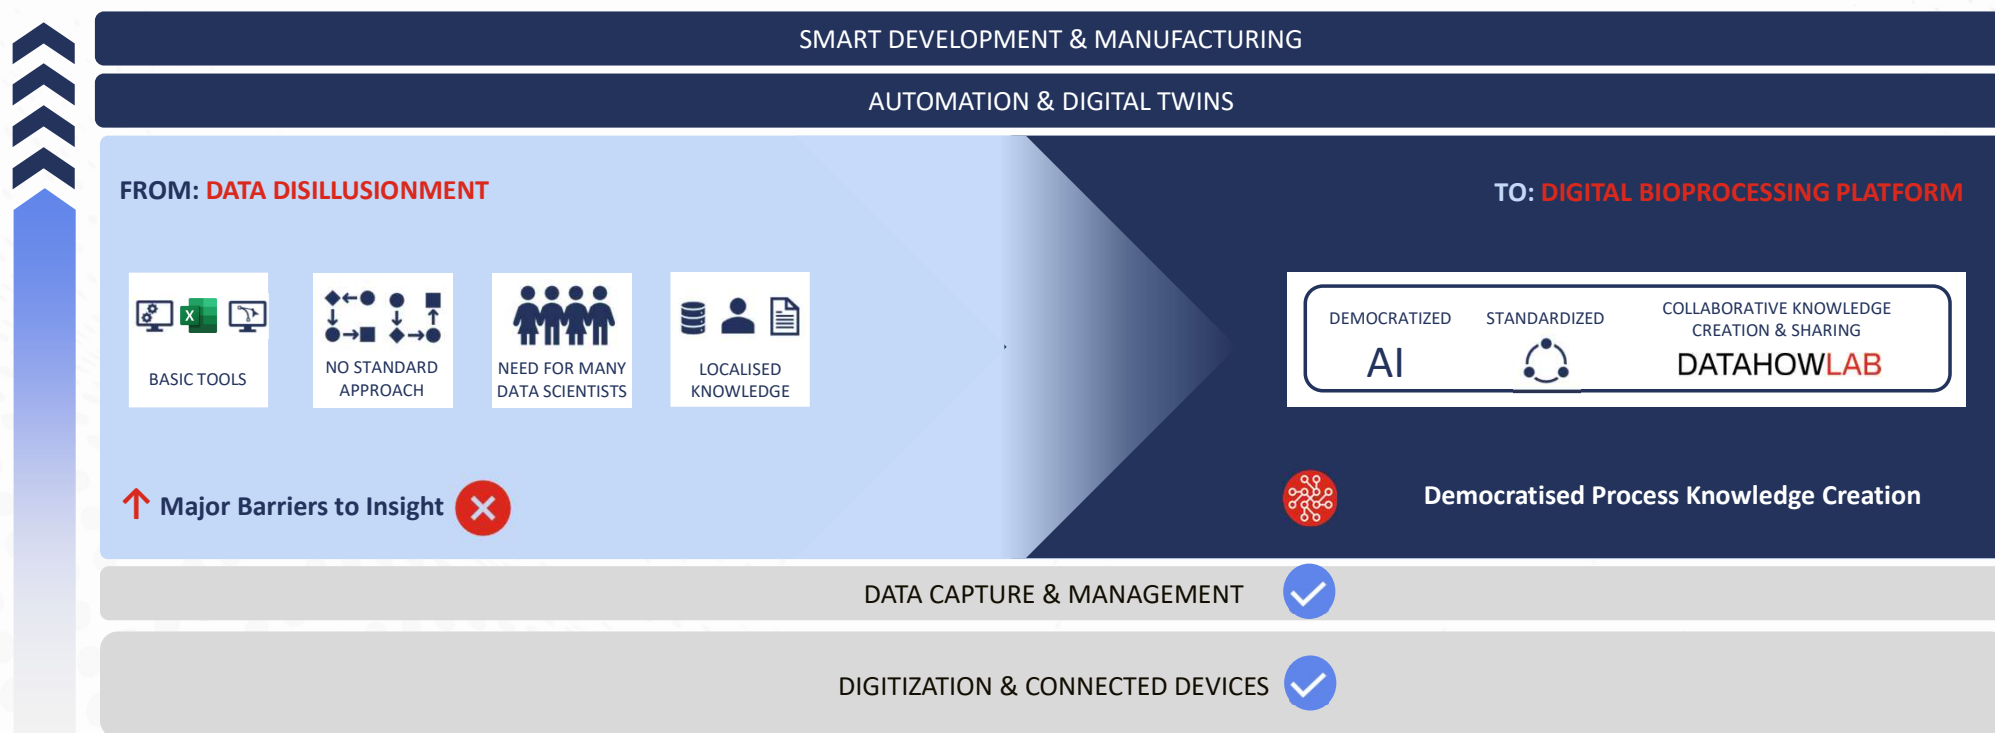 SMART DEVELOPMENT & MANUFACTURING
AUTOMATION & DIGITAL TWINS
FROM: DATA DISILLUSIONMENT
TO: DIGITAL BIOPROCESSING PLATFORM
X
BASIC TOOLS
NO STANDARD
APPROACH
NEED FOR MANY
DATA SCIENTISTS
LOCALISED
KNOWLEDGE
DEMOCRATIZED
AI
STANDARDIZED
COLLABORATIVE KNOWLEDGE
CREATION & SHARING
DATAHOWLAB
Major Barriers to Insight
Democratised Process Knowledge Creation
DATA CAPTURE & MANAGEMENT
DIGITIZATION & CONNECTED DEVICES